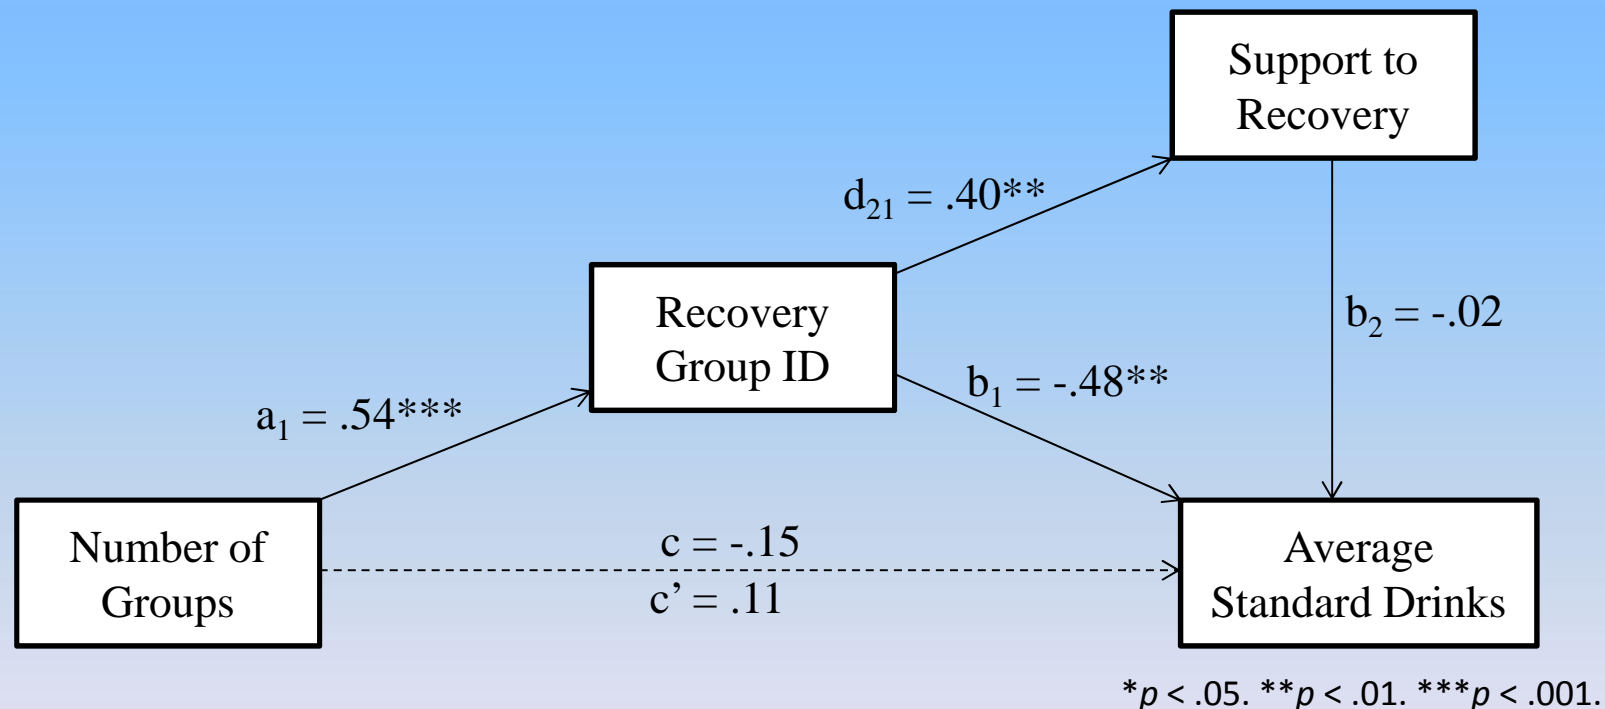 Support to
Recovery
d₂₁ = .40**
Recovery
Group ID
b₂ = -.02
b₁ = -.48**
a₁ = .54***
Number of
Groups
c = -.15
c’ = .11
Average
Standard Drinks
*p < .05. **p < .01. ***p < .001.